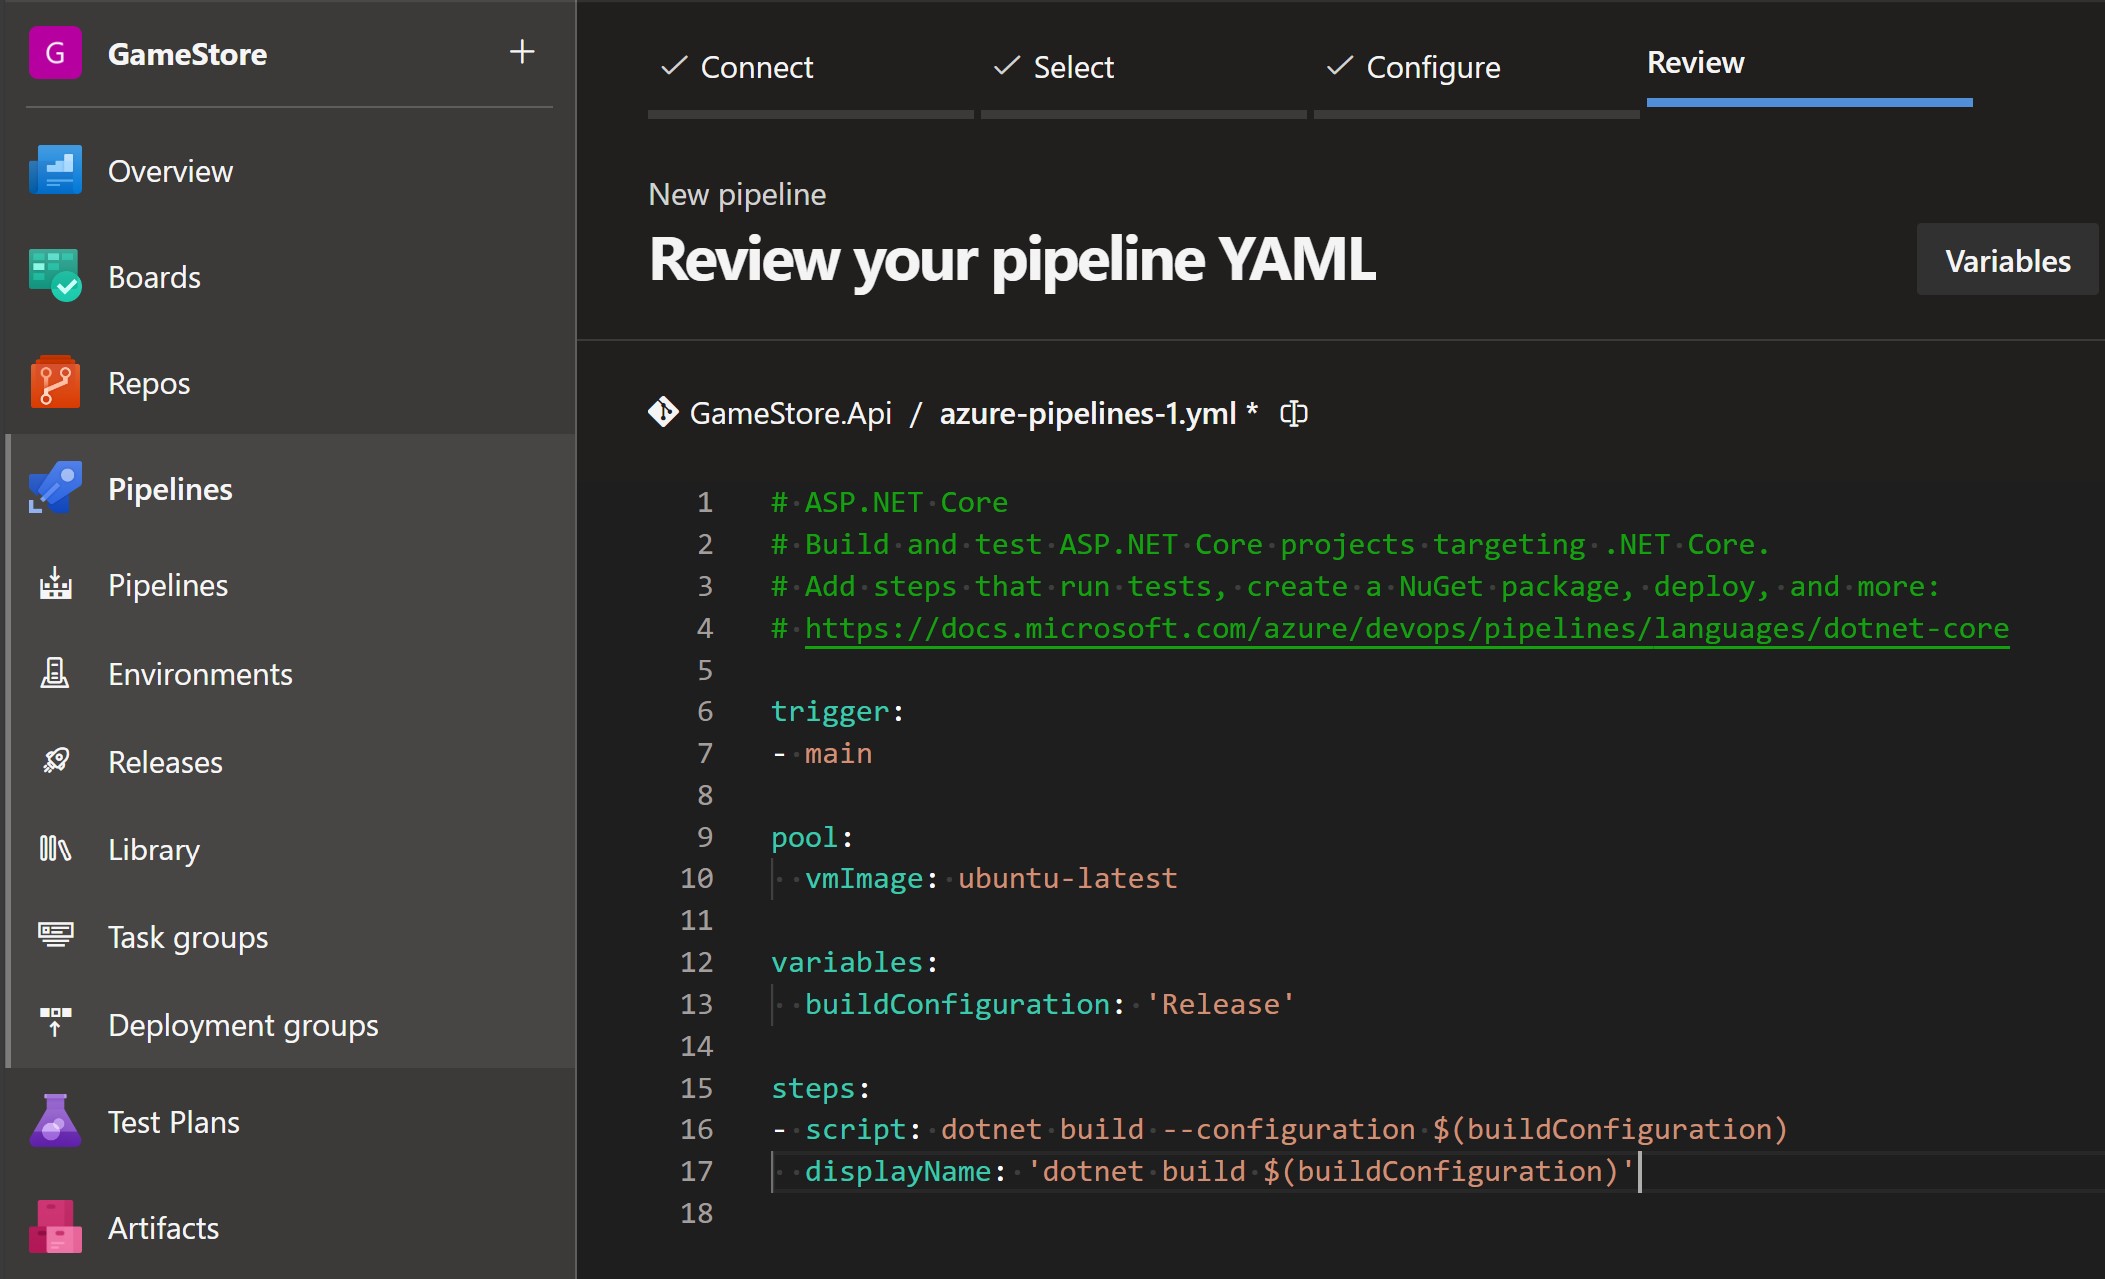 G GameStore +
Overview
Boards
Repos
Pipelines
Pipelines
Environments
Releases
Library
Task groups
Deployment groups
Test Plans
Artifacts
Connect Select Configure Review
New pipeline
Review your pipeline YAML
Variables
GameStore.Api / azure-pipelines-1.yml *
1 # ASP.NET Core
2 # Build and test ASP.NET Core projects targeting .NET Core.
3 # Add steps that run tests, create a NuGet package, deploy, and more:
4 # https://docs.microsoft.com/azure/devops/pipelines/languages/dotnet-core
5
6 trigger:
7 - main
8
9 pool:
10   vmImage: ubuntu-latest
11
12 variables:
13   buildConfiguration: 'Release'
14
15 steps:
16 - script: dotnet build --configuration $(buildConfiguration)
17   displayName: 'dotnet build $(buildConfiguration)'
18